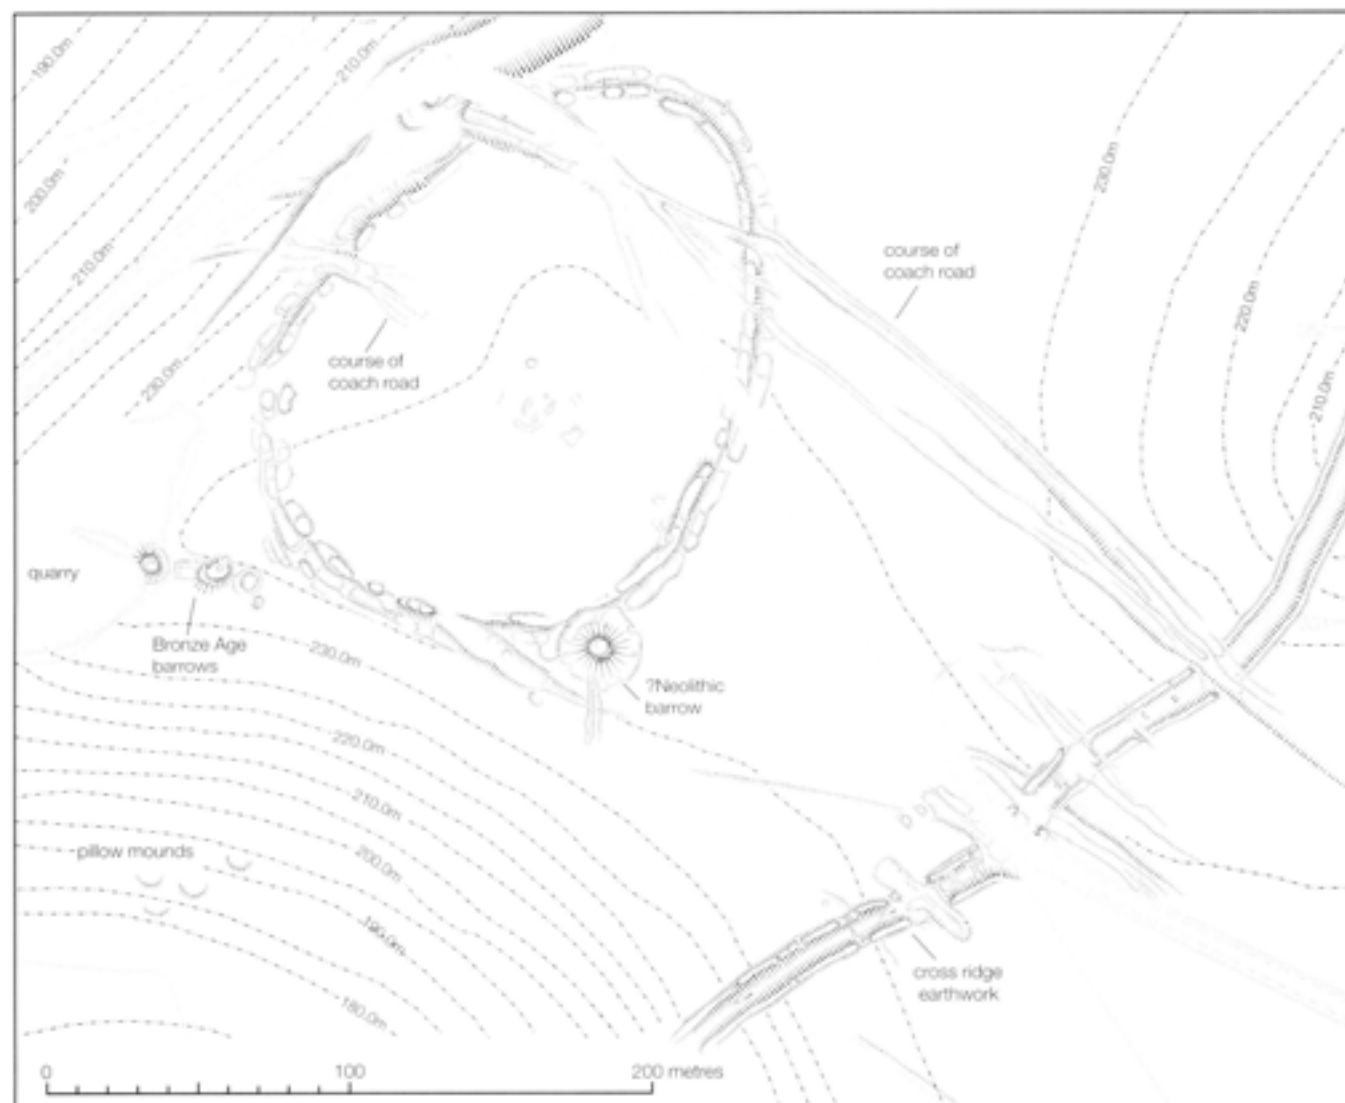 190.0m
210.0m
200.0m
210.0m
230.0m
230.0m
220.0m
210.0m
course of
coach road
course of
coach road
quarry
Bronze Age
barrows
230.0m
?Neolithic
barrow
220.0m
210.0m
200.0m
190.0m
180.0m
pillow mounds
cross ridge
earthwork
0 100 200 metres